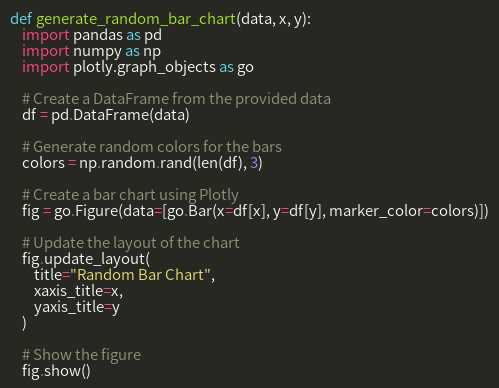 def generate_random_bar_chart(data, x, y):
    import pandas as pd
    import numpy as np
    import plotly.graph_objects as go

    # Create a DataFrame from the provided data
    df = pd.DataFrame(data)

    # Generate random colors for the bars
    colors = np.random.rand(len(df), 3)

    # Create a bar chart using Plotly
    fig = go.Figure(data=[go.Bar(x=df[x], y=df[y], marker_color=colors)])

    # Update the layout of the chart
    fig.update_layout(
        title="Random Bar Chart",
        xaxis_title=x,
        yaxis_title=y
    )

    # Show the figure
    fig.show()